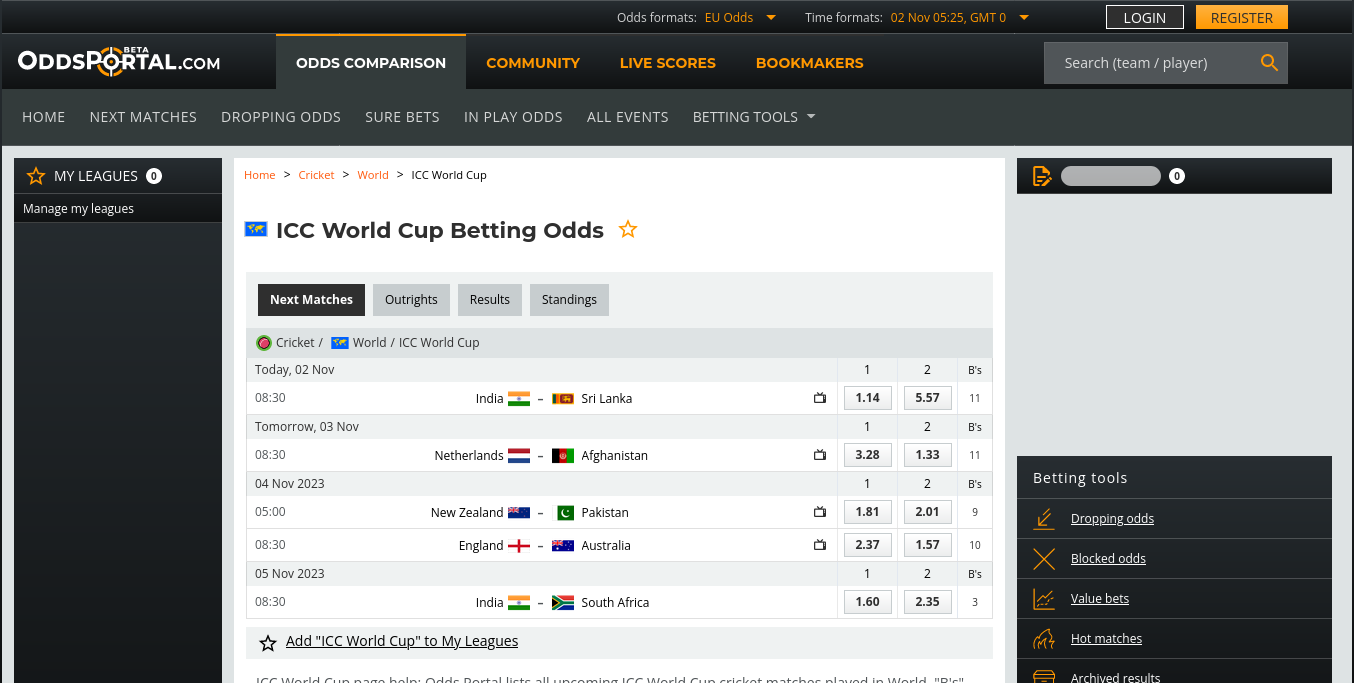 Odds formats: EU Odds Time formats: 02 Nov 05:25, GMT 0 LOGIN REGISTER
ODDSPORTAL.COM BETA
ODDS COMPARISON COMMUNITY LIVE SCORES BOOKMAKERS Search (team / player)
HOME NEXT MATCHES DROPPING ODDS SURE BETS IN PLAY ODDS ALL EVENTS BETTING TOOLS
MY LEAGUES 0
Manage my leagues
Home > Cricket > World > ICC World Cup
0
ICC World Cup Betting Odds
Next Matches Outrights Results Standings
Cricket / World / ICC World Cup
Today, 02 Nov 1 2 B's
08:30 India – Sri Lanka 1.14 5.57 11
Tomorrow, 03 Nov 1 2 B's
08:30 Netherlands – Afghanistan 3.28 1.33 11
04 Nov 2023 1 2 B's
05:00 New Zealand – Pakistan 1.81 2.01 9
08:30 England – Australia 2.37 1.57 10
05 Nov 2023 1 2 B's
08:30 India – South Africa 1.60 2.35 3
Add "ICC World Cup" to My Leagues
ICC World Cup page help: Odds Portal lists all upcoming ICC World Cup cricket matches played in World. "B's"
Betting tools
Dropping odds
Blocked odds
Value bets
Hot matches
Archived results